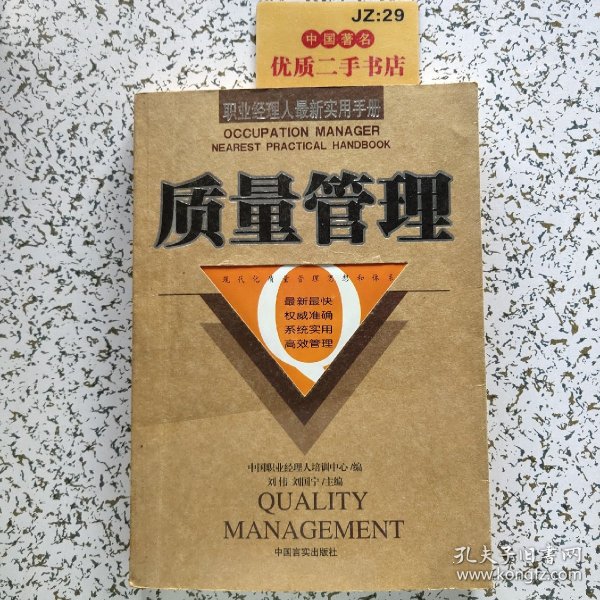 JZ:29
中国著名
优质二手书店
职业经理人最新实用手册
OCCUPATION MANAGER
NEAREST PRACTICAL HANDBOOK
质量管理
现代化质量管理思想和体系
Q
最新最快
权威准确
系统实用
高效管理
中国职业经理人培训中心/编
刘伟 刘国宁/主编
QUALITY
MANAGEMENT
中国言实出版社
孔夫子旧书网
www.kongfz.com